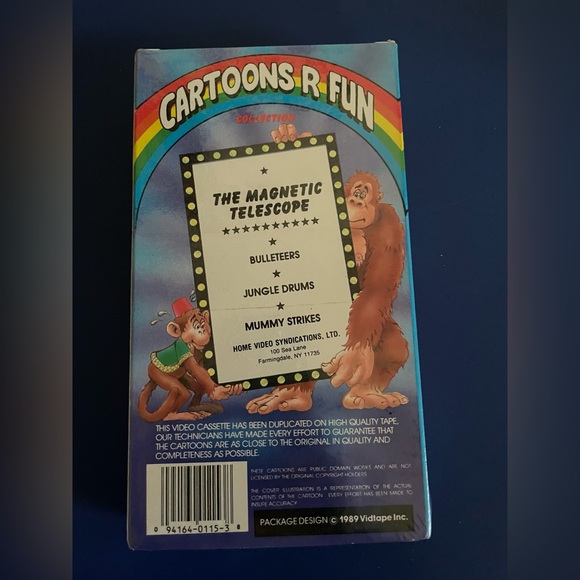 CARTOONS R FUN
COLLECTION
THE MAGNETIC
TELESCOPE
BULLETEERS
JUNGLE DRUMS
MUMMY STRIKES
HOME VIDEO SYNDICATIONS, LTD.
100 Sea Lane
Farmingdale, NY 11735
THIS VIDEO CASSETTE HAS BEEN DUPLICATED ON HIGH QUALITY TAPE,
OUR TECHNICIANS HAVE MADE EVERY EFFORT TO GUARANTEE THAT
THE CARTOONS ARE AS CLOSE TO THE ORIGINAL IN QUALITY AND
COMPLETENESS AS POSSIBLE.
THESE CARTOONS ARE PUBLIC DOMAIN WORKS AND ARE NOT
LICENSED BY THE ORIGINAL COPYRIGHT HOLDERS
THE COVER ILLUSTRATION IS A REPRESENTATION OF THE ACTUAL
CONTENTS OF THE CARTOON. EVERY EFFORT HAS BEEN MADE TO
INSURE ACCURACY
0 94164-0115-3 8
PACKAGE DESIGN © 1989 Vidtape Inc.